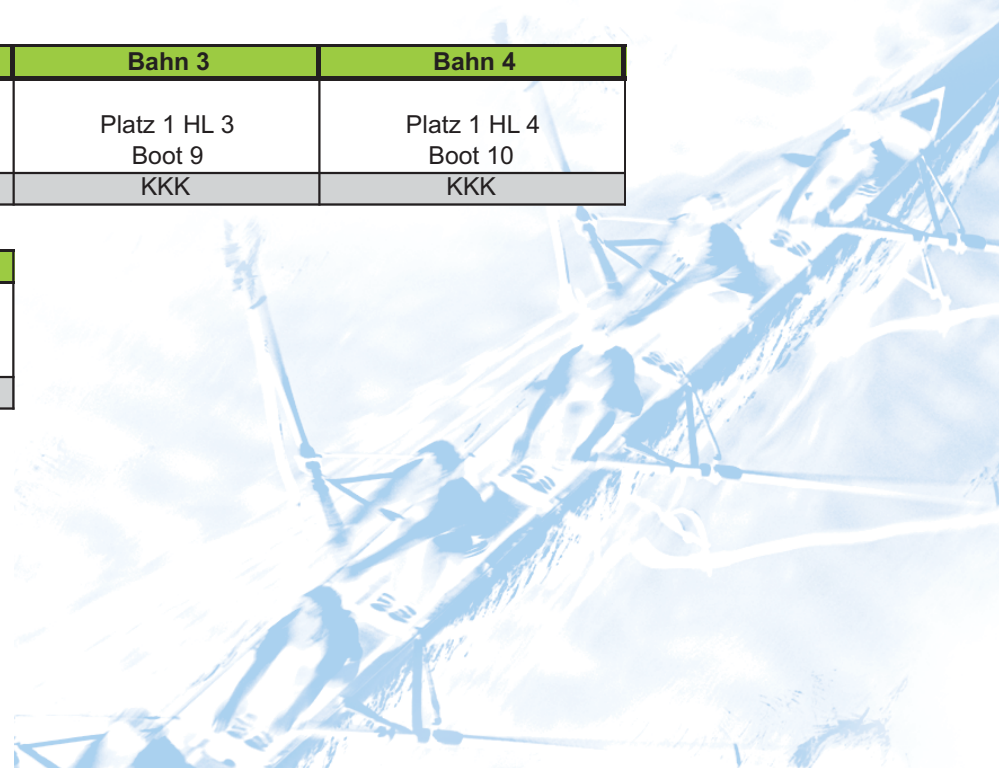 Bahn 3 Bahn 4
Platz 1 HL 3 Platz 1 HL 4
Boot 9 Boot 10
KKK KKK